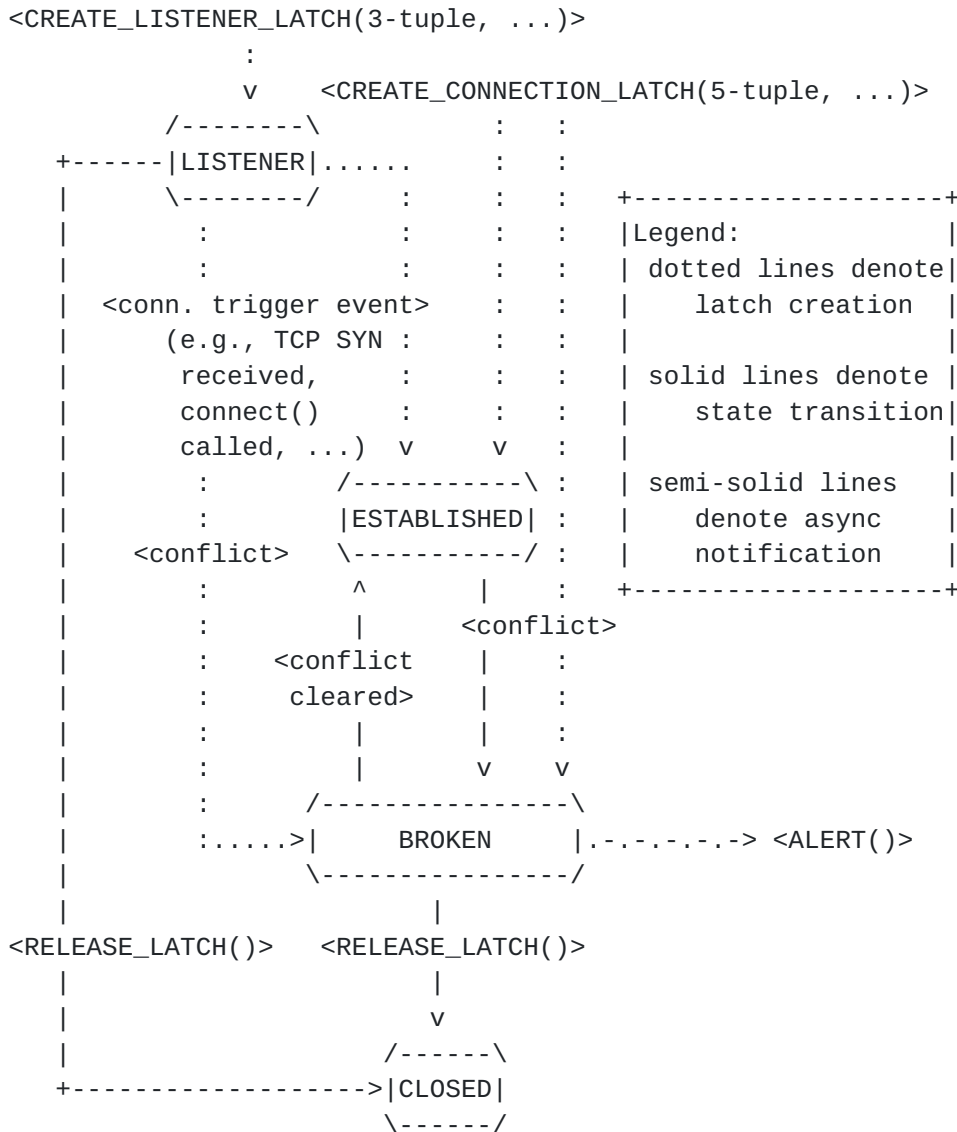 <CREATE_LISTENER_LATCH(3-tuple, ...)>
<CREATE_CONNECTION_LATCH(5-tuple, ...)>
LISTENER
Legend:
dotted lines denote
latch creation
solid lines denote
state transition
semi-solid lines
denote async
notification
<conn. trigger event>
(e.g., TCP SYN
received,
connect()
called, ...)
ESTABLISHED
<conflict>
<conflict>
<conflict
cleared>
BROKEN
<ALERT()>
<RELEASE_LATCH()> <RELEASE_LATCH()>
CLOSED